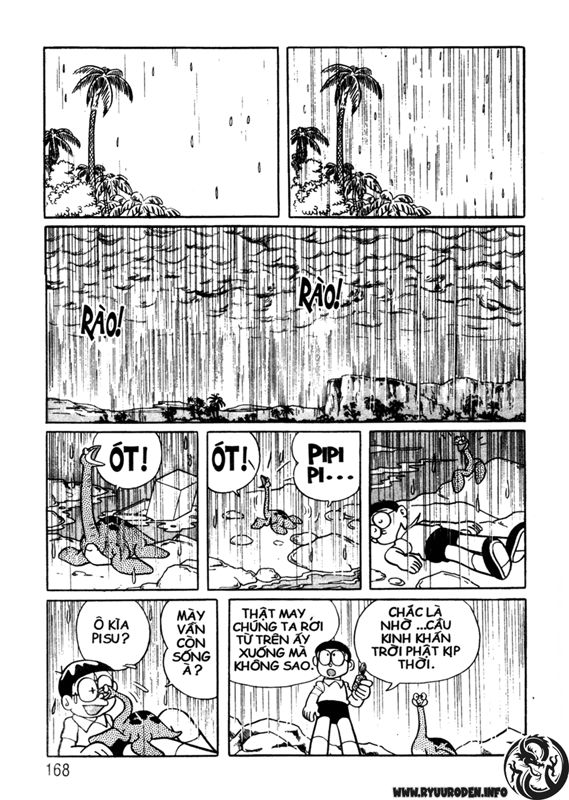 RÀO!
RÀO!
ÓT!
ÓT!
PIPI
PI...
Ô KÌA
PISU?
MÀY
VẪN
CÒN
SỐNG
À?
THẬT MAY,
CHÚNG TA RỜI
TỪ TRÊN ẤY
XUỐNG MÀ
KHÔNG SAO.
CHẮC LÀ
NHỜ ...CẦU
KINH KHẤN
TRỜI PHẬT KỊP
THỜI.
168
WWW.RYUURODEN.INFO